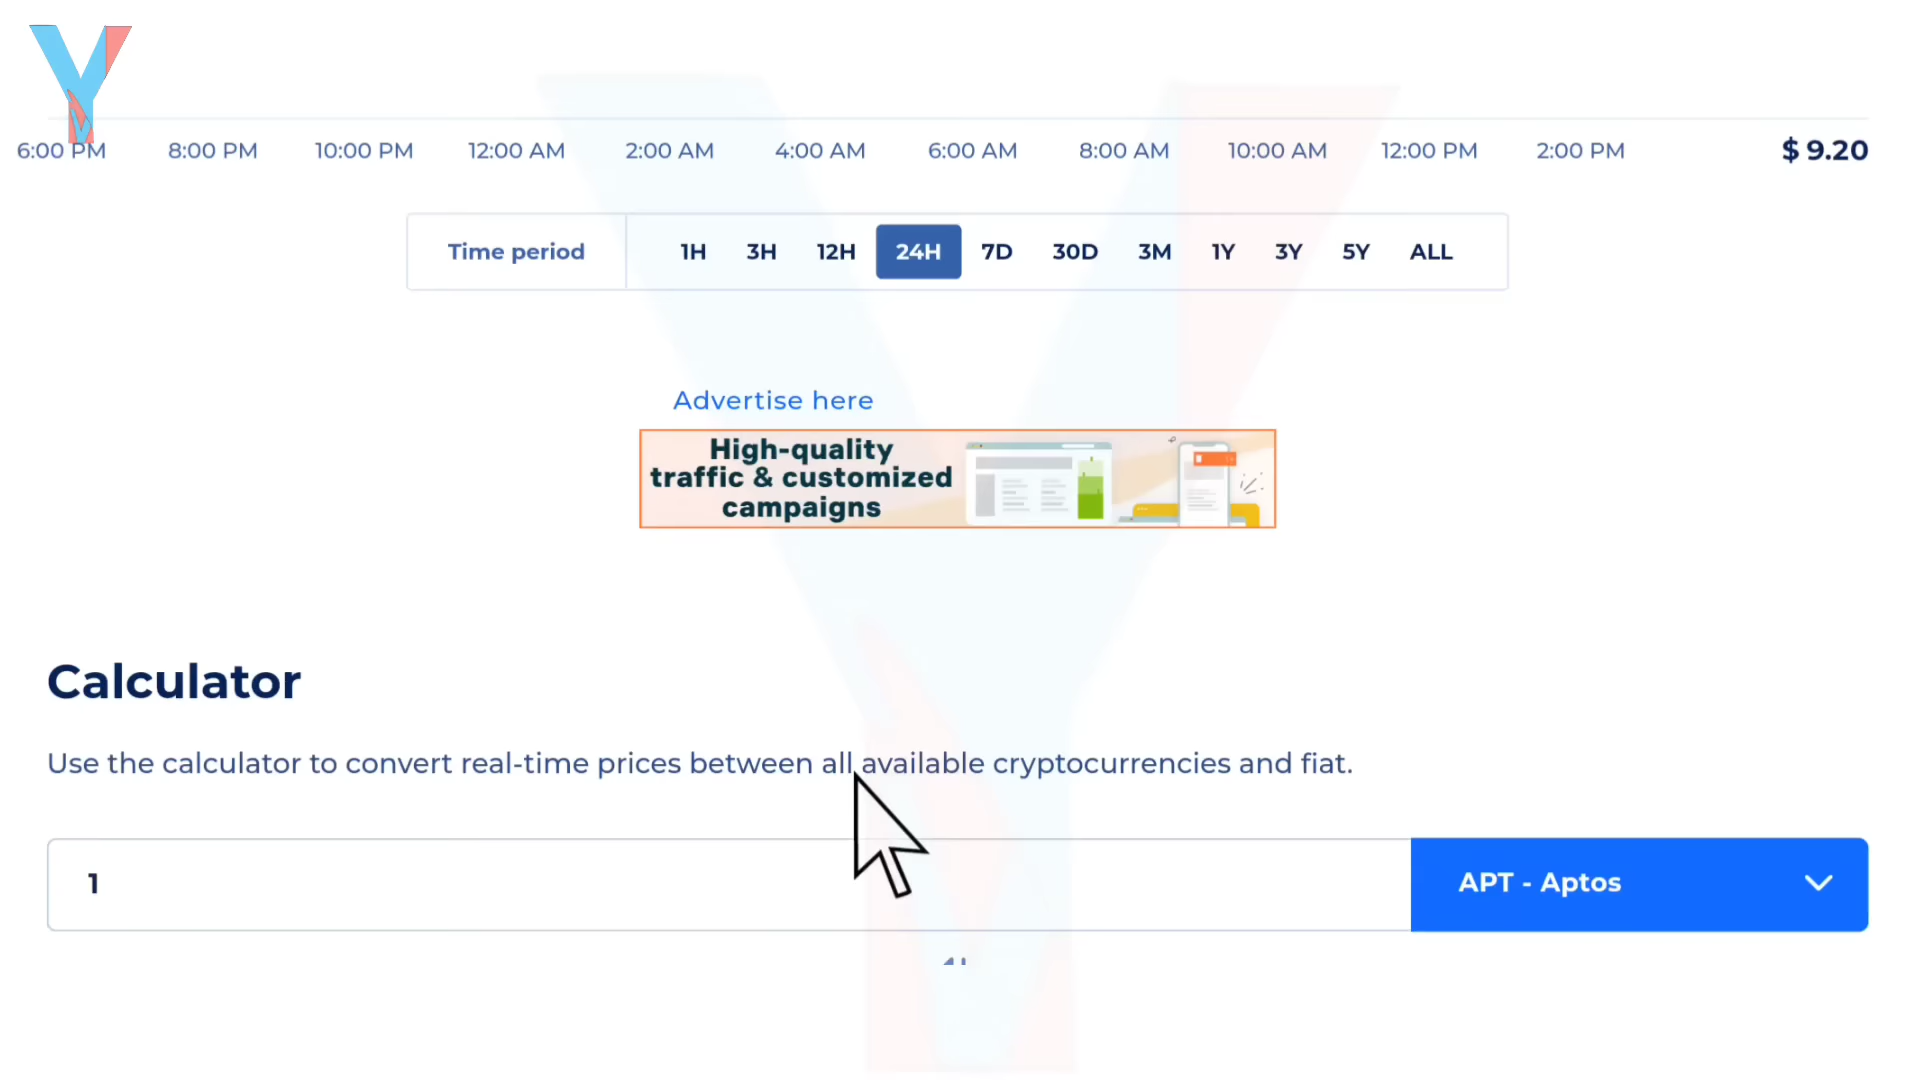 Y
6:00 PM 8:00 PM 10:00 PM 12:00 AM 2:00 AM 4:00 AM 6:00 AM 8:00 AM 10:00 AM 12:00 PM 2:00 PM $ 9.20
Time period 1H 3H 12H 24H 7D 30D 3M 1Y 3Y 5Y ALL
Advertise here
High-quality
traffic & customized
campaigns
Calculator
Use the calculator to convert real-time prices between all available cryptocurrencies and fiat.
1 APT - Aptos